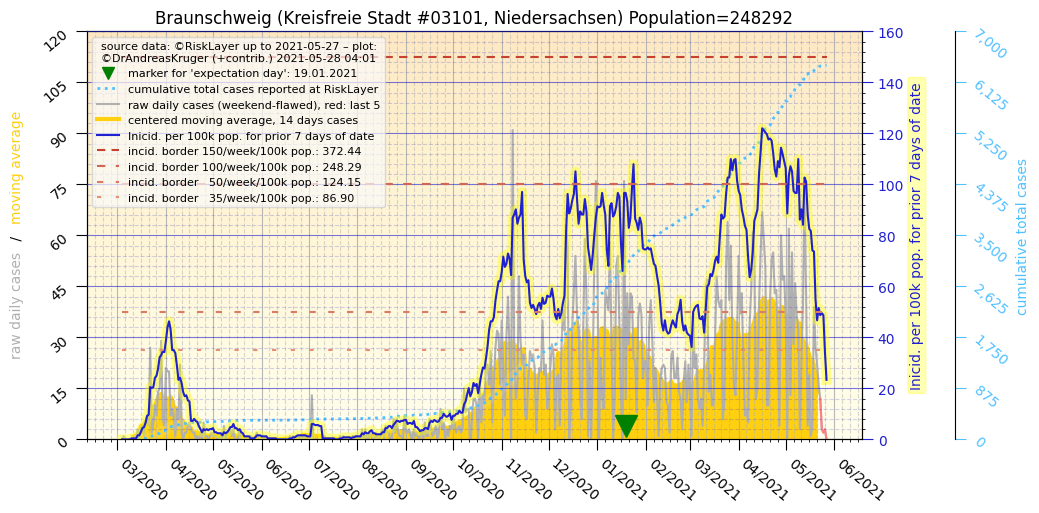 Braunschweig (Kreisfreie Stadt #03101, Niedersachsen) Population=248292
source data: ©RiskLayer up to 2021-05-27 – plot:
©DrAndreasKruger (+contrib.) 2021-05-28 04:01
marker for 'expectation day': 19.01.2021
cumulative total cases reported at RiskLayer
raw daily cases (weekend-flawed), red: last 5
centered moving average, 14 days cases
Inicid. per 100k pop. for prior 7 days of date
incid. border 150/week/100k pop.: 372.44
incid. border 100/week/100k pop.: 248.29
incid. border   50/week/100k pop.: 124.15
incid. border   35/week/100k pop.: 86.90
raw daily cases / moving average
120
105
90
75
60
45
30
15
0
160
140
120
100
80
60
40
20
0
Inicid. per 100k pop. for prior 7 days of date
7,000
6,125
5,250
4,375
3,500
2,625
1,750
875
0
cumulative total cases
03/2020
04/2020
05/2020
06/2020
07/2020
08/2020
09/2020
10/2020
11/2020
12/2020
01/2021
02/2021
03/2021
04/2021
05/2021
06/2021